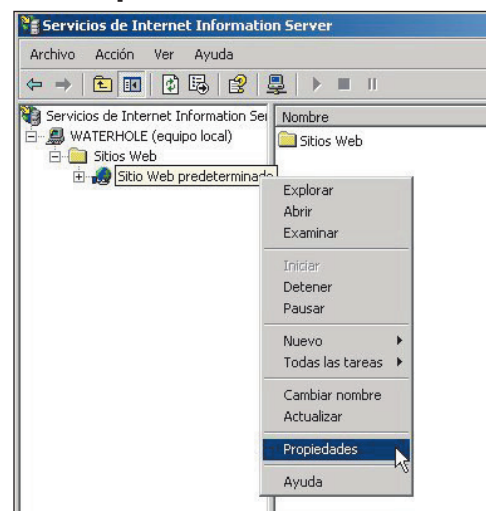 Servicios de Internet Information Server
Archivo Acción Ver Ayuda
Servicios de Internet Information Ser
WATERHOLE (equipo local)
Sitios Web
Sitio Web predeterminado
Nombre
Sitios Web
Explorar
Abrir
Examinar
Iniciar
Detener
Pausar
Nuevo
Todas las tareas
Cambiar nombre
Actualizar
Propiedades
Ayuda